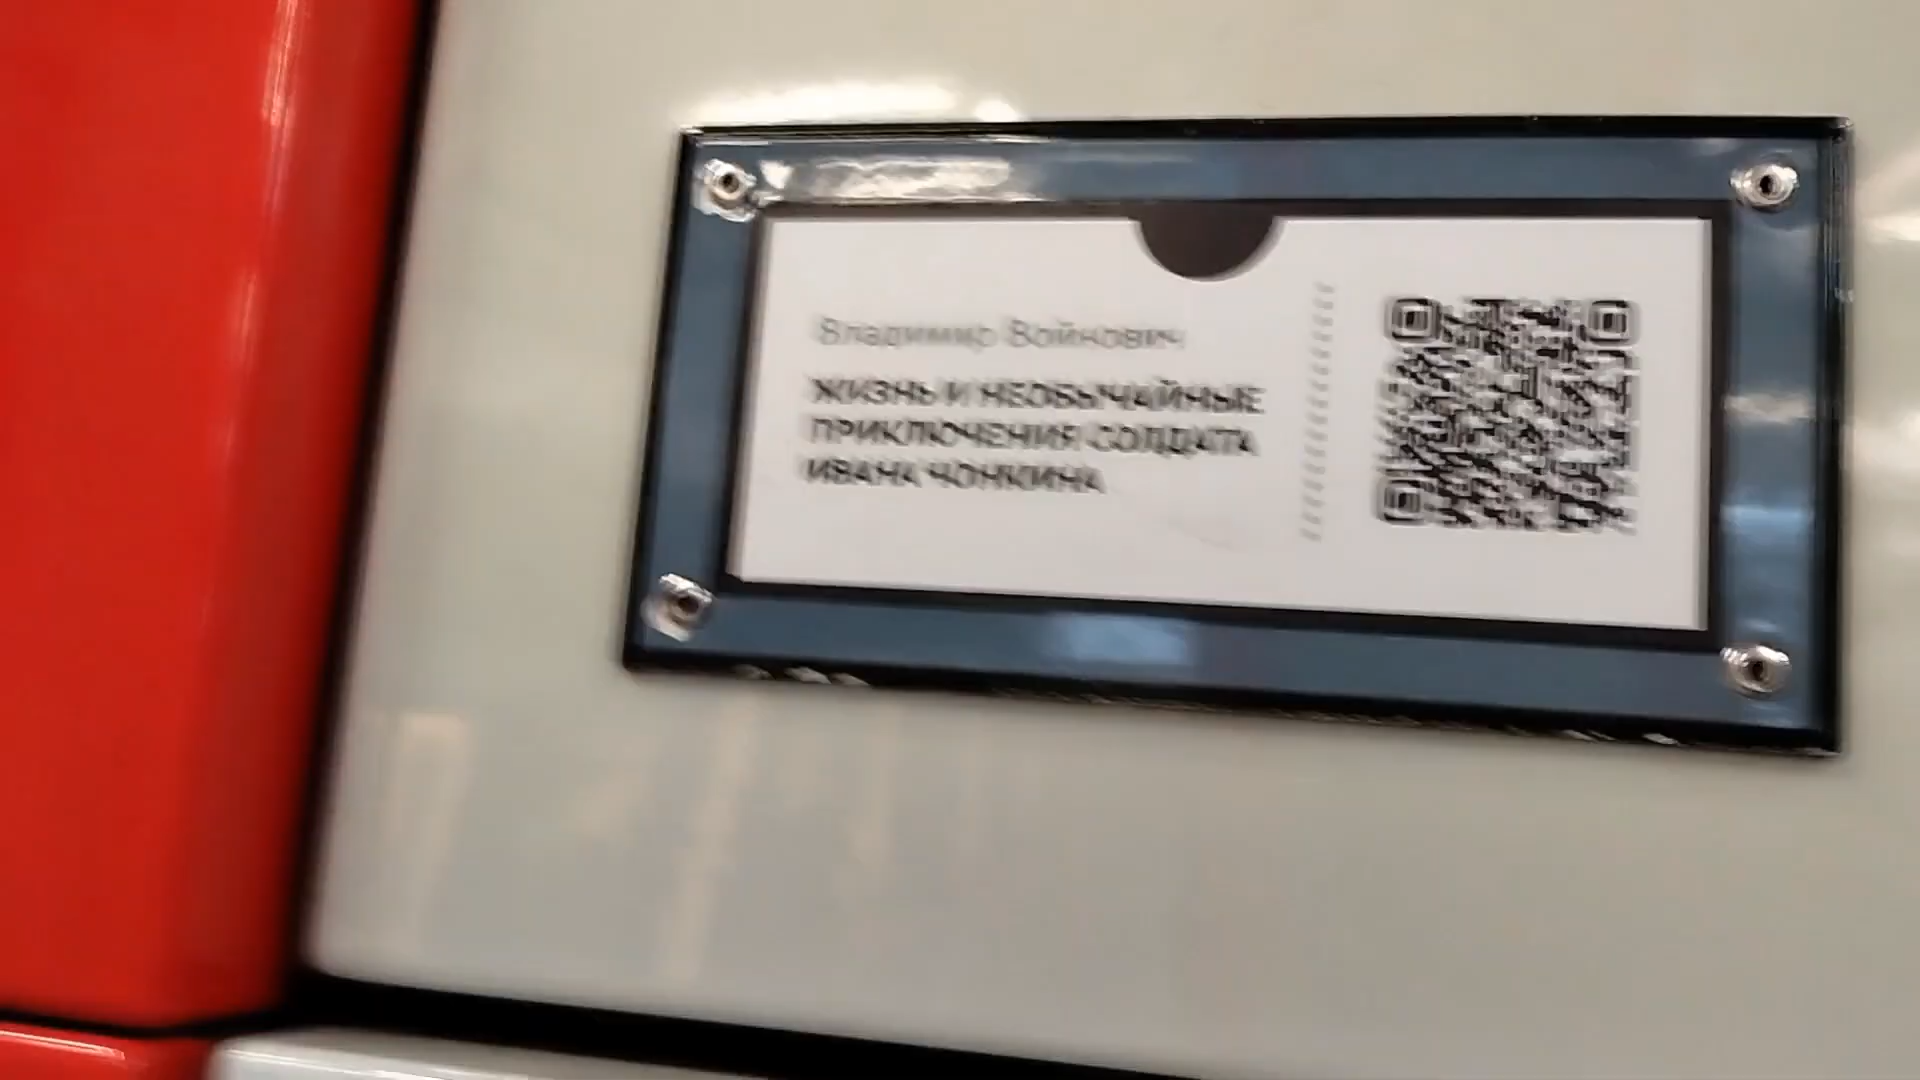 Владимир Войнович
ЖИЗНЬ И НЕОБЫЧАЙНЫЕ
ПРИКЛЮЧЕНИЯ СОЛДАТА
ИВАНА ЧОНКИНА